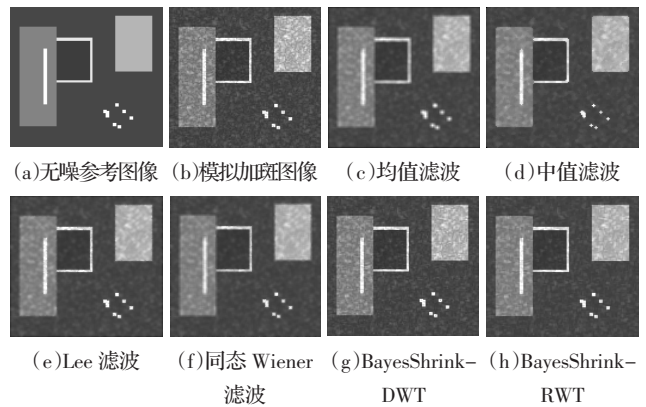 (a)无噪参考图像 (b)模拟加斑图像 (c)均值滤波 (d)中值滤波
(e)Lee 滤波 (f)同态 Wiener (g)BayesShrink- (h)BayesShrink-
滤波 DWT RWT